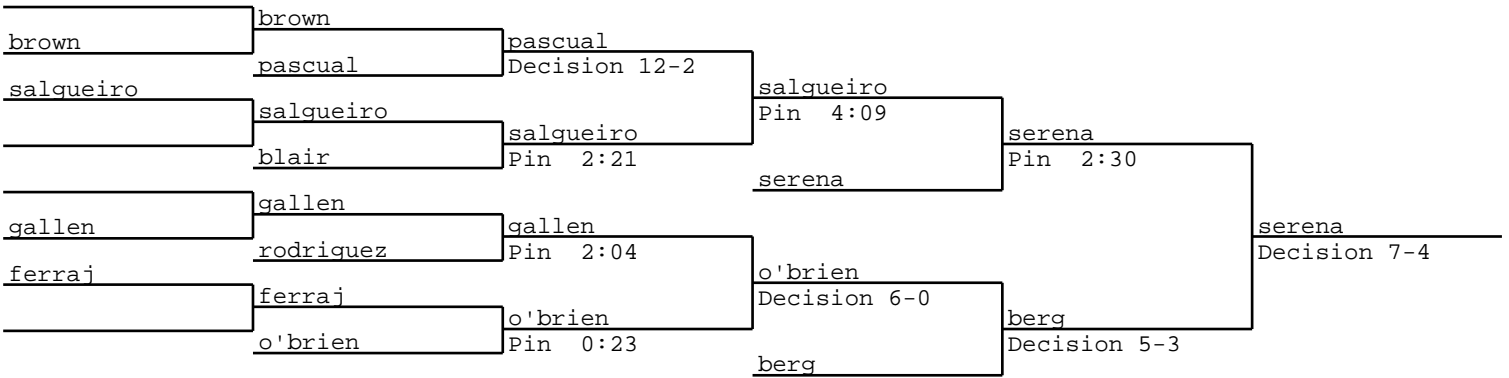 brown
brown
pascual
pascual
Decision 12-2
salgueiro
salgueiro
salgueiro
Pin 4:09
blair
salgueiro
Pin 2:21
serena
Pin 2:30
serena
gallen
gallen
gallen
Pin 2:04
rodriguez
serena
Decision 7-4
ferraj
ferraj
o'brien
Decision 6-0
o'brien
o'brien
Pin 0:23
berg
Decision 5-3
berg